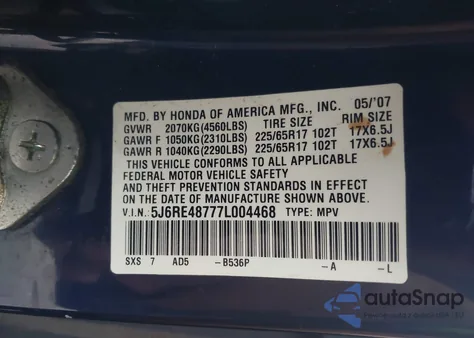 MFD. BY HONDA OF AMERICA MFG., INC. 05/'07
GVWR 2070KG(4560LBS) TIRE SIZE RIM SIZE
GAWR F 1050KG(2310LBS) 225/65R17 102T 17X6.5J
GAWR R 1040KG(2290LBS) 225/65R17 102T 17X6.5J
THIS VEHICLE CONFORMS TO ALL APPLICABLE
FEDERAL MOTOR VEHICLE SAFETY
AND THEFT PREVENTION STANDARDS IN EFFECT
ON THE DATE OF MANUFACTURE SHOWN ABOVE.
V.I.N: 5J6RE48777L004468 TYPE: MPV
SXS 7 AD5 -B536P -A -L
autoSnap